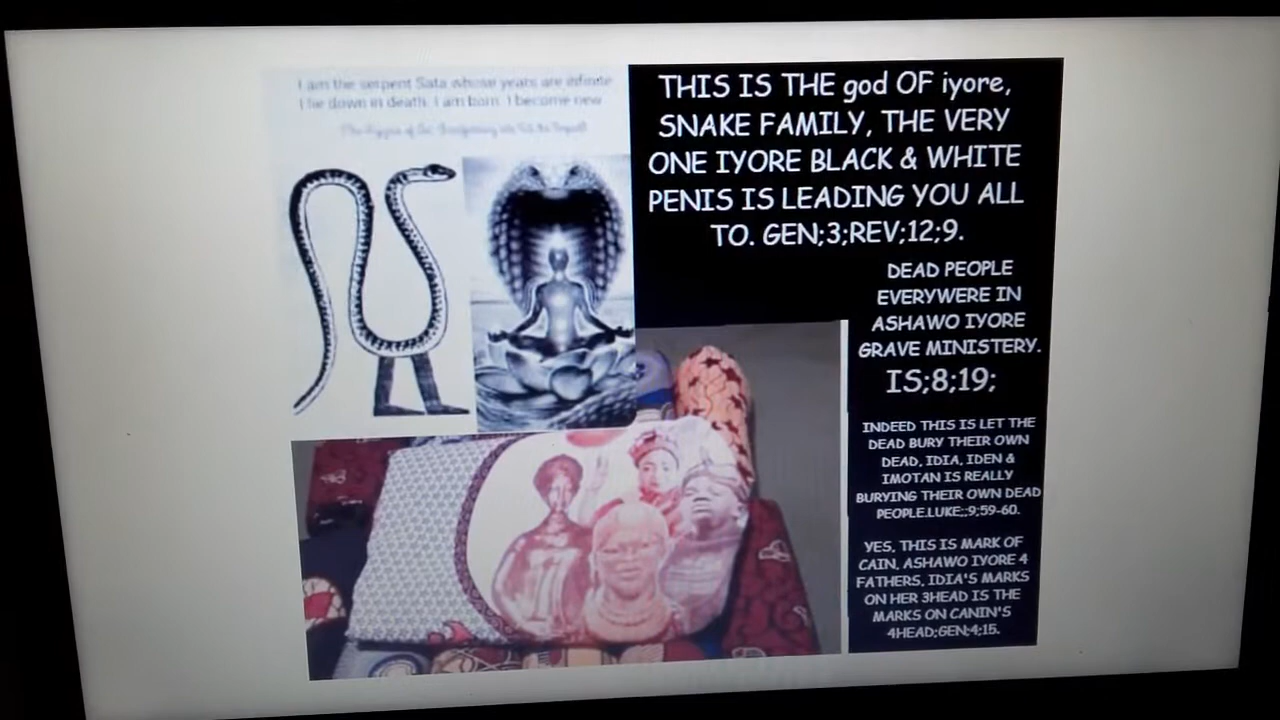 I am the serpent Sata whose years are infinite
I lie down in death. I am born. I become new
THIS IS THE god OF iyore,
SNAKE FAMILY, THE VERY
ONE IYORE BLACK & WHITE
PENIS IS LEADING YOU ALL
TO. GEN;3;REV;12;9.
DEAD PEOPLE
EVERYWERE IN
ASHAWO IYORE
GRAVE MINISTERY.
IS;8;19;
INDEED THIS IS LET THE
DEAD BURY THEIR OWN
DEAD, IDIA, IDEN &
IMOTAN IS REALLY
BURYING THEIR OWN DEAD
PEOPLE.LUKE;;9;59-60.
YES, THIS IS MARK OF
CAIN, ASHAWO IYORE 4
FATHERS, IDIA'S MARKS
ON HER 3HEAD IS THE
MARKS ON CANIN'S
4HEAD;GEN;4;15.